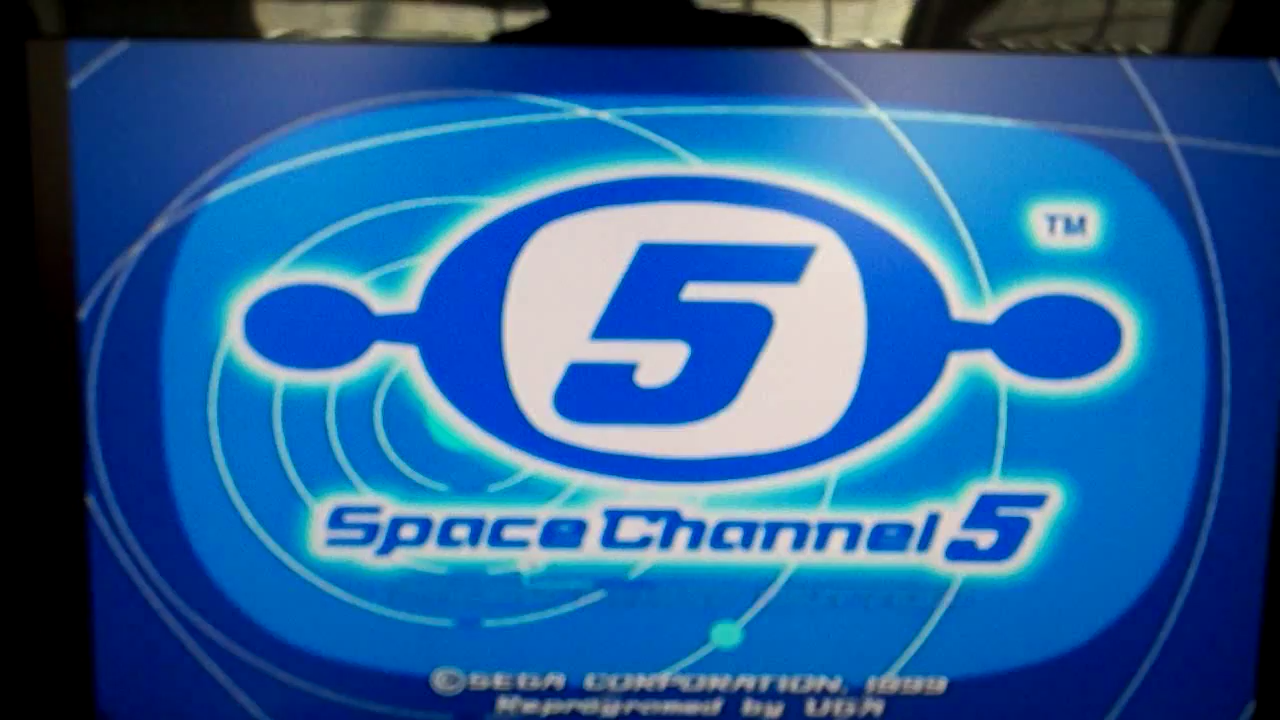 5
TM
Space Channel 5
©SEGA CORPORATION, 1999
Reprogramed by UGA